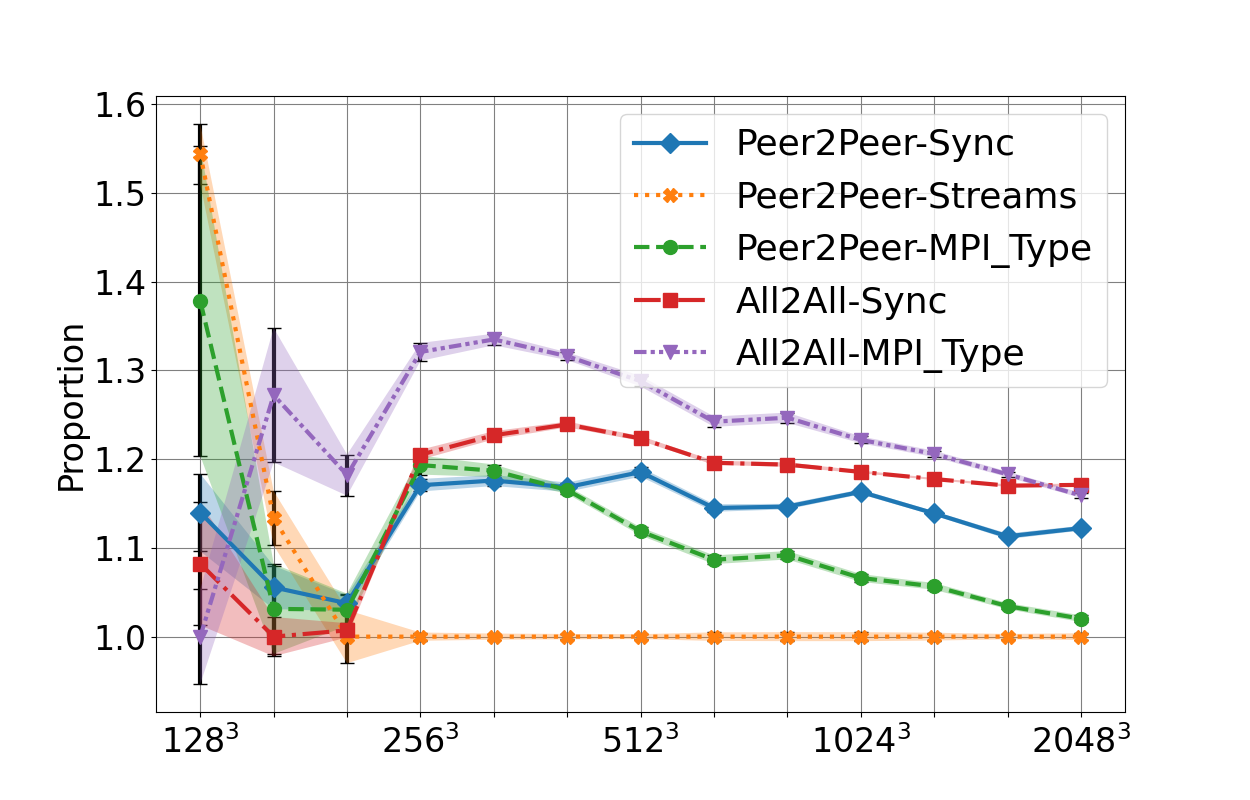 1.6
1.5
1.4
1.3
1.2
1.1
1.0
Proportion
Peer2Peer-Sync
Peer2Peer-Streams
Peer2Peer-MPI_Type
All2All-Sync
All2All-MPI_Type
128³ 256³ 512³ 1024³ 2048³